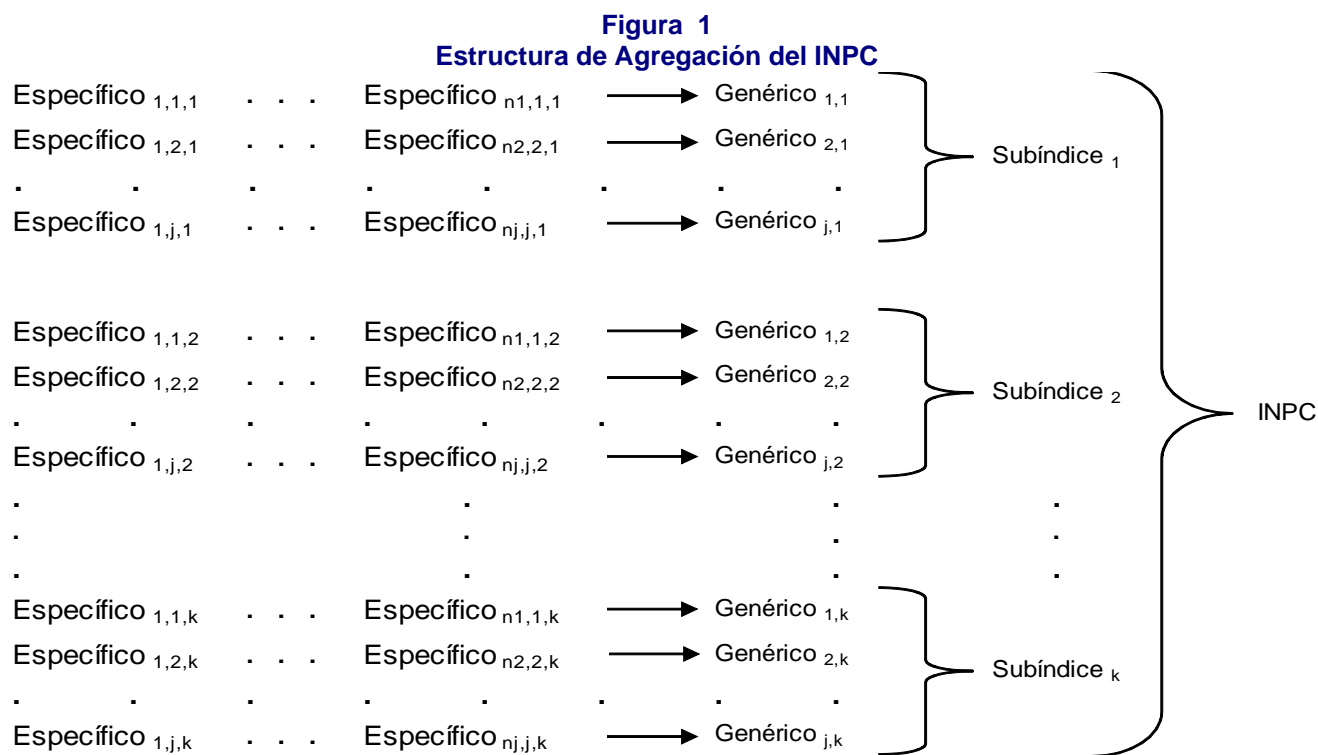 Figura 1
Estructura de Agregación del INPC
Específico 1,1,1 . . . Específico n1,1,1 Genérico 1,1
Específico 1,2,1 . . . Específico n2,2,1 Genérico 2,1
Subíndice 1
. . . . . . . .
Específico 1,j,1 . . . Específico nj,j,1 Genérico j,1
Específico 1,1,2 . . . Específico n1,1,2 Genérico 1,2
Específico 1,2,2 . . . Específico n2,2,2 Genérico 2,2
Subíndice 2
INPC
. . . . . . . .
Específico 1,j,2 . . . Específico nj,j,2 Genérico j,2
. . . .
. . . .
. . . .
Específico 1,1,k . . . Específico n1,1,k Genérico 1,k
Específico 1,2,k . . . Específico n2,2,k Genérico 2,k
Subíndice k
. . . . . . . .
Específico 1,j,k . . . Específico nj,j,k Genérico j,k